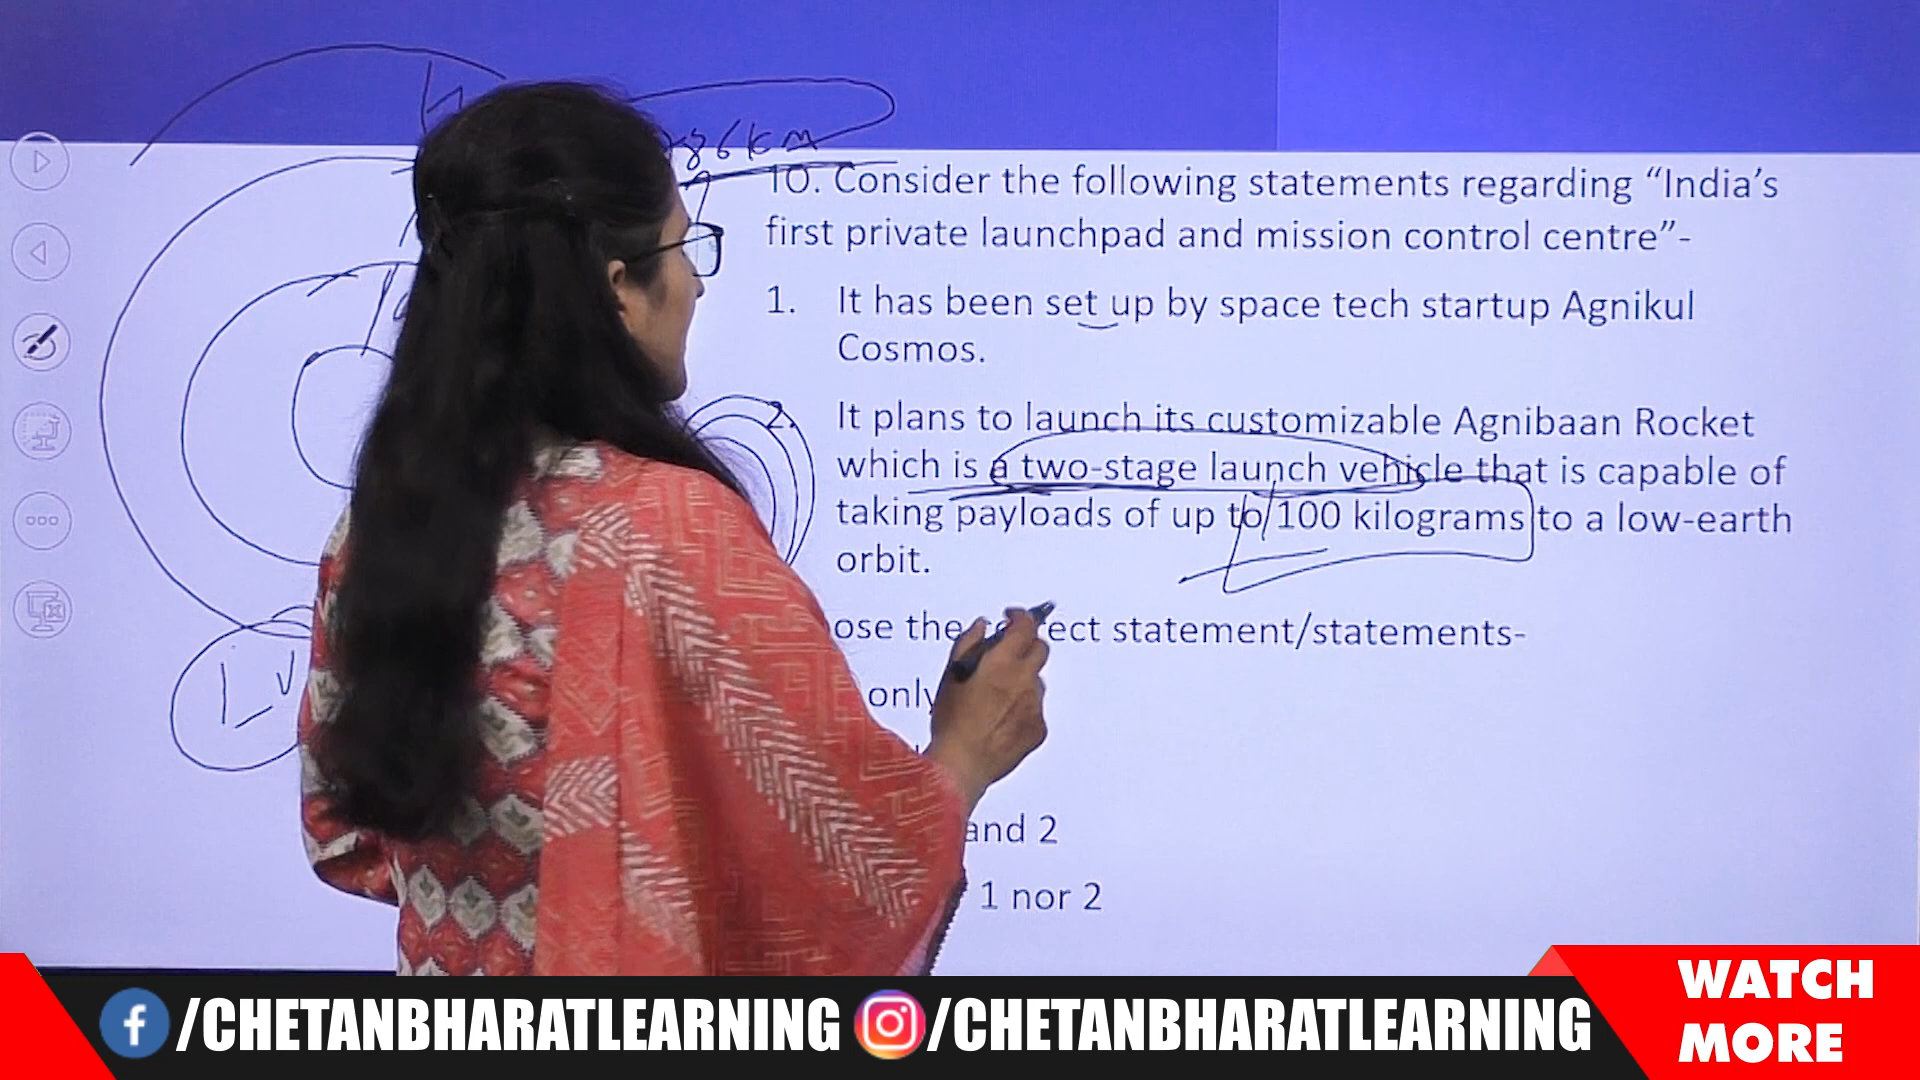 86km
10. Consider the following statements regarding “India’s
first private launchpad and mission control centre”-
1. It has been set up by space tech startup Agnikul
Cosmos.
2. It plans to launch its customizable Agnibaan Rocket
which is a two-stage launch vehicle that is capable of
taking payloads of up to 100 kilograms to a low-earth
orbit.
ose the correct statement/statements-
only
and 2
1 nor 2
LV
f /CHETANBHARATLEARNING /CHETANBHARATLEARNING
WATCH
MORE